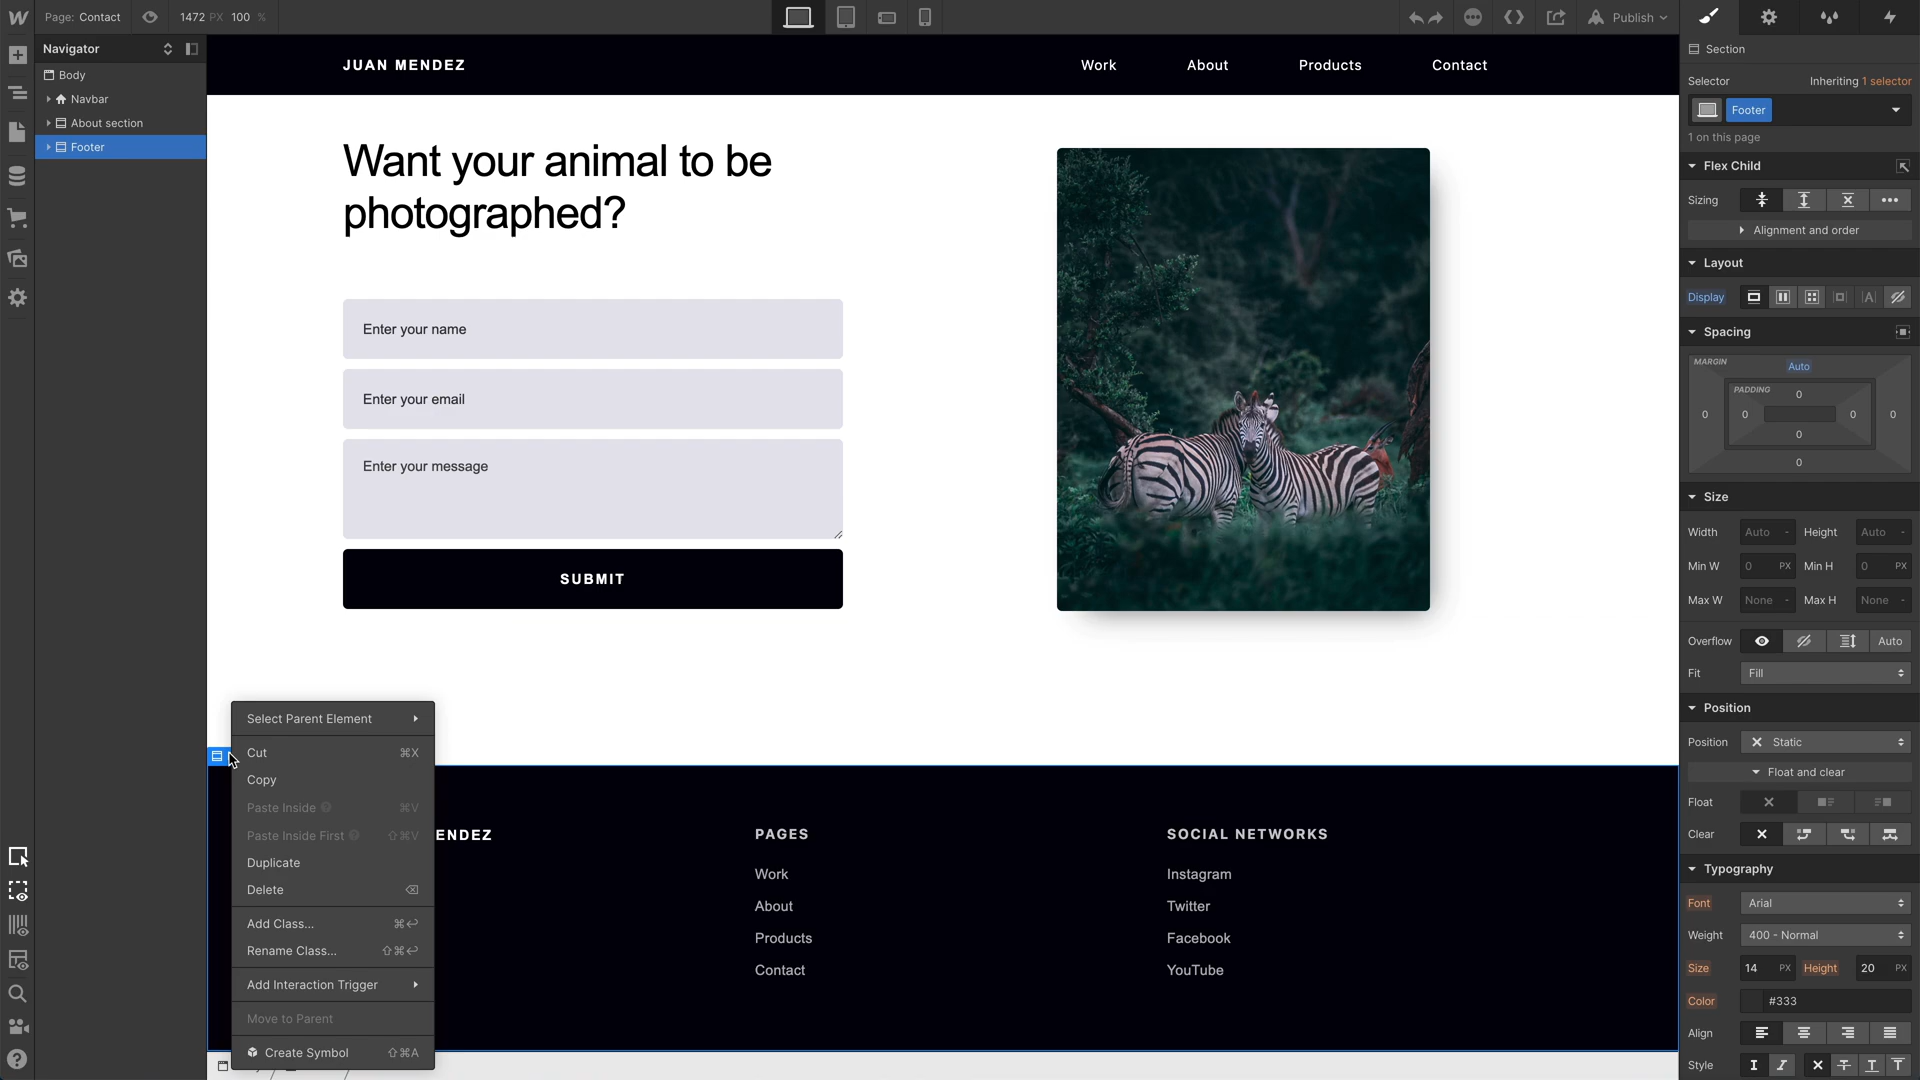 Page: Contact
1472 PX 100 %
Publish
Navigator
Body
Navbar
About section
Footer
JUAN MENDEZ
Work
About
Products
Contact
Want your animal to be
photographed?
Enter your name
Enter your email
Enter your message
SUBMIT
Select Parent Element
Cut ⌘X
Copy
Paste Inside ⌘V
Paste Inside First ⇧⌘V
Duplicate
Delete
Add Class... ⌘↩
Rename Class... ⇧⌘↩
Add Interaction Trigger
Move to Parent
Create Symbol ⇧⌘A
ENDEZ
PAGES
Work
About
Products
Contact
SOCIAL NETWORKS
Instagram
Twitter
Facebook
YouTube
Section
Selector Inheriting 1 selector
Footer
1 on this page
Flex Child
Sizing
Alignment and order
Layout
Display
Spacing
MARGIN Auto
PADDING 0
0 0 0 0
0
0
Size
Width Auto - Height Auto -
Min W 0 PX Min H 0 PX
Max W None - Max H None -
Overflow Auto
Fit Fill
Position
Position Static
Float and clear
Float
Clear
Typography
Font Arial
Weight 400 - Normal
Size 14 PX Height 20 PX
Color #333
Align
Style